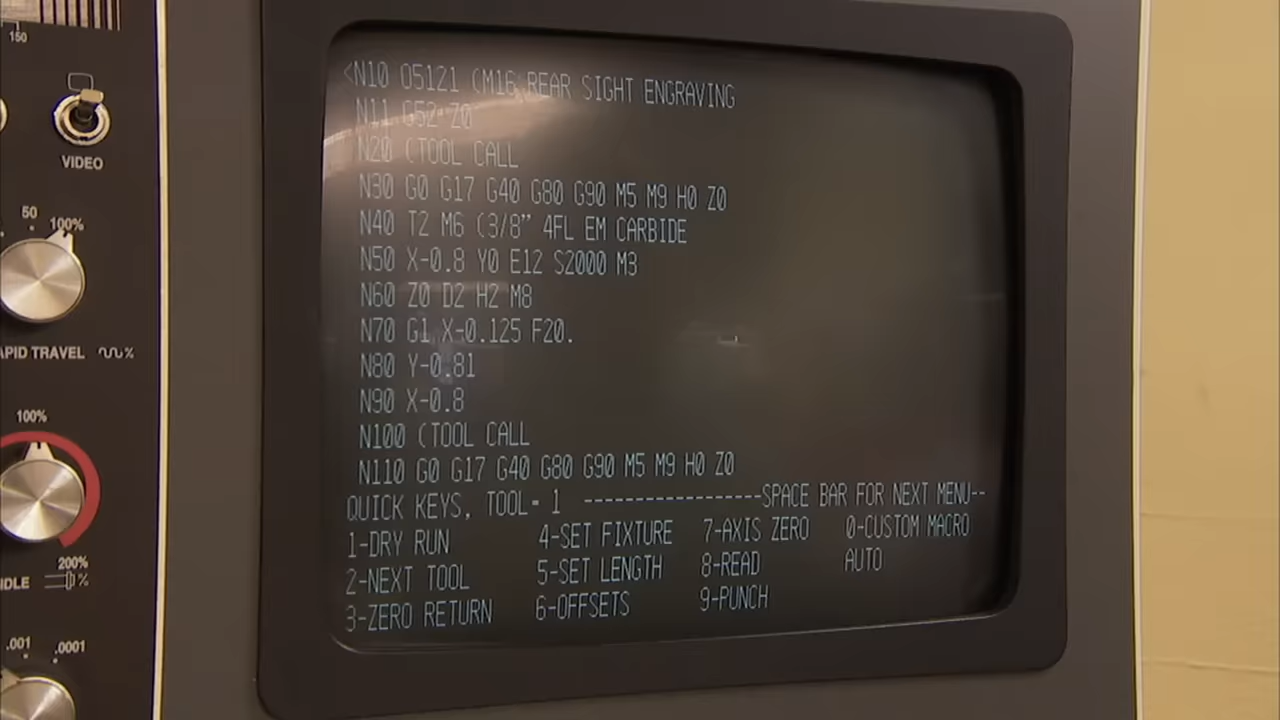 150
VIDEO
50
100%
RAPID TRAVEL %
100%
200%
%
.001
.0001
<N10 O5121 (M16 REAR SIGHT ENGRAVING
N11 G52 Z0
N20 (TOOL CALL
N30 G0 G17 G40 G80 G90 M5 M9 H0 Z0
N40 T2 M6 (3/8" 4FL EM CARBIDE
N50 X-0.8 Y0 E12 S2000 M3
N60 Z0 D2 H2 M8
N70 G1 X-0.125 F20.
N80 Y-0.81
N90 X-0.8
N100 (TOOL CALL
N110 G0 G17 G40 G80 G90 M5 M9 H0 Z0
QUICK KEYS, TOOL= 1 ------------------SPACE BAR FOR NEXT MENU--
1-DRY RUN 4-SET FIXTURE 7-AXIS ZERO 0-CUSTOM MACRO
2-NEXT TOOL 5-SET LENGTH 8-READ AUTO
3-ZERO RETURN 6-OFFSETS 9-PUNCH